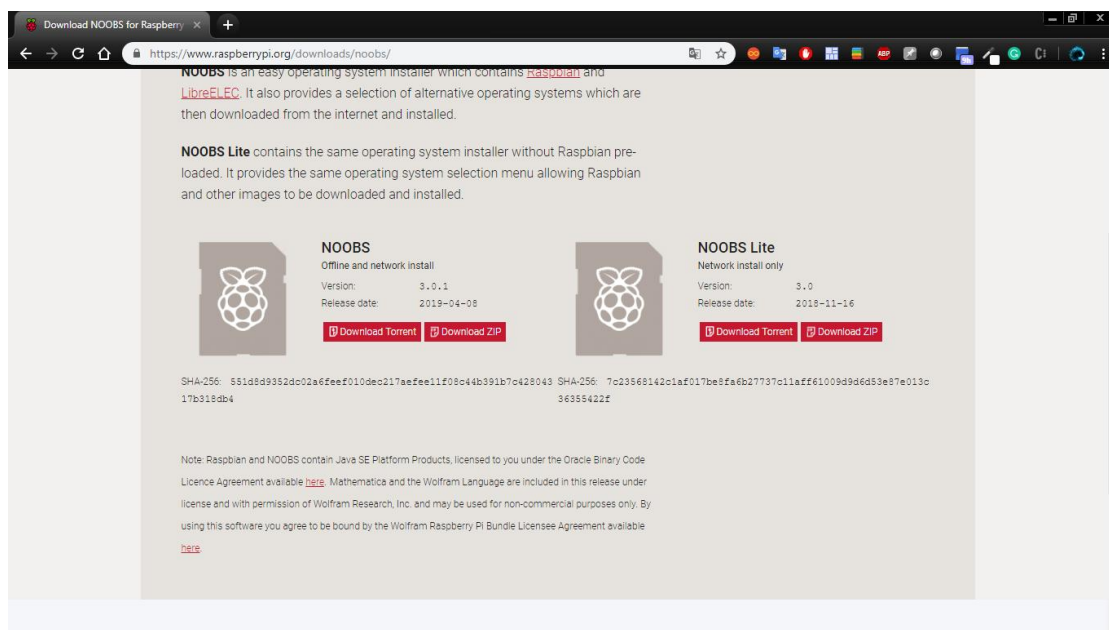 Download NOOBS for Raspberry
https://www.raspberrypi.org/downloads/noobs/
NOOBS is an easy operating system installer which contains Raspbian and
LibreELEC. It also provides a selection of alternative operating systems which are
then downloaded from the internet and installed.
NOOBS Lite contains the same operating system installer without Raspbian pre-
loaded. It provides the same operating system selection menu allowing Raspbian
and other images to be downloaded and installed.
NOOBS
Offline and network install
Version: 3.0.1
Release date: 2019-04-08
Download Torrent Download ZIP
SHA-256: 551d8d9352dc02a6feef010dec217aefee11f08c44b391b7c428043
17b318db4
NOOBS Lite
Network install only
Version: 3.0
Release date: 2018-11-16
Download Torrent Download ZIP
SHA-256: 7c23568142c1af017be8fa6b27737c11aff61009d9d6d53e87e013c
36355422f
Note: Raspbian and NOOBS contain Java SE Platform Products, licensed to you under the Oracle Binary Code
Licence Agreement available here. Mathematica and the Wolfram Language are included in this release under
license and with permission of Wolfram Research, Inc. and may be used for non-commercial purposes only. By
using this software you agree to be bound by the Wolfram Raspberry Pi Bundle Licensee Agreement available
here.